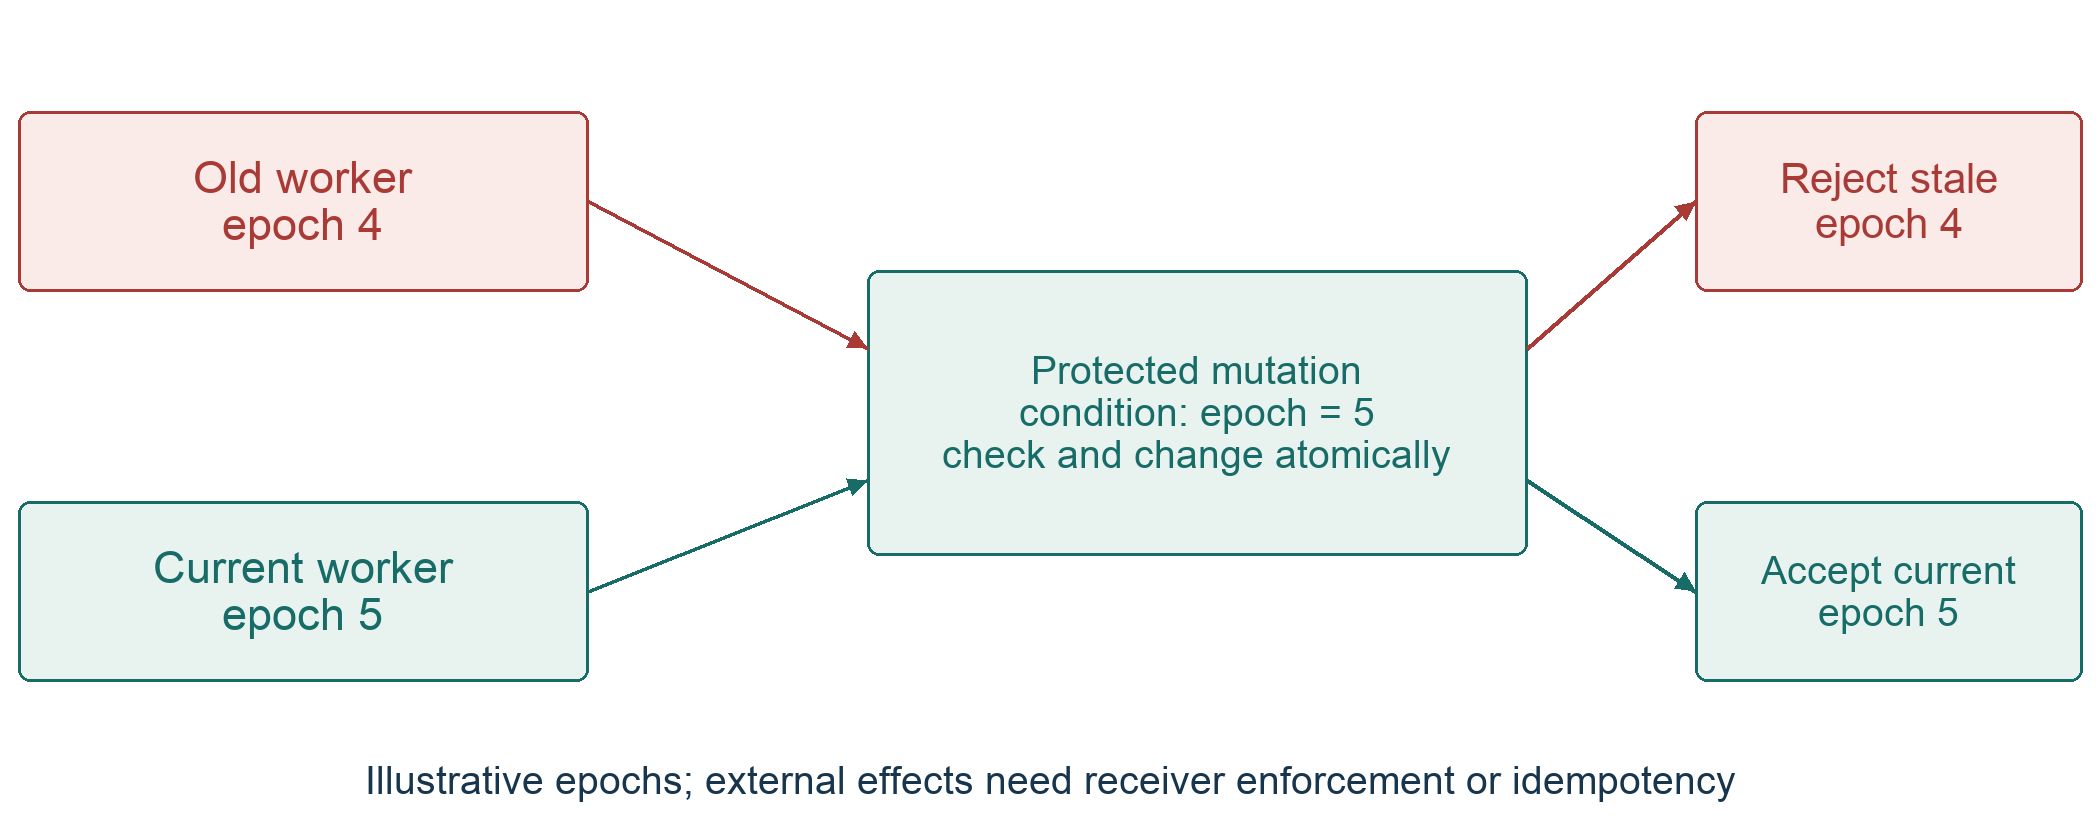 Old worker
epoch 4
Reject stale
epoch 4
Protected mutation
condition: epoch = 5
check and change atomically
Current worker
epoch 5
Accept current
epoch 5
Illustrative epochs; external effects need receiver enforcement or idempotency